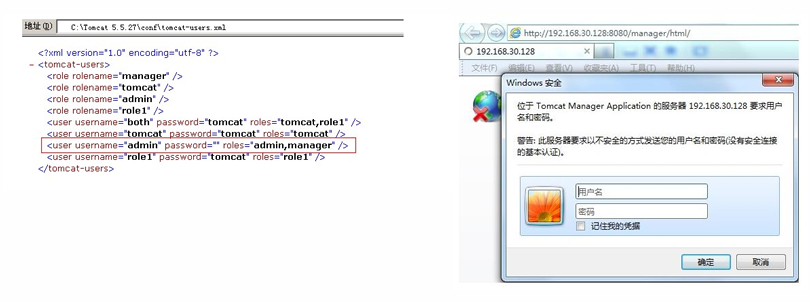 地址(D) C:\Tomcat 5.5.27\conf\tomcat-users.xml
<?xml version="1.0" encoding="utf-8" ?>
- <tomcat-users>
<role rolename="manager" />
<role rolename="tomcat" />
<role rolename="admin" />
<role rolename="role1" />
<user username="both" password="tomcat" roles="tomcat,role1" />
<user username="tomcat" password="tomcat" roles="tomcat" />
<user username="admin" password="" roles="admin,manager" />
<user username="role1" password="tomcat" roles="role1" />
</tomcat-users>
http://192.168.30.128:8080/manager/html/
192.168.30.128
文件(F) 编辑(E) 查看(V) 收藏夹(A) 工具(T) 帮助(H)
Windows 安全
位于 Tomcat Manager Application 的服务器 192.168.30.128 要求用户
名和密码。
警告: 此服务器要求以不安全的方式发送您的用户名和密码(没有安全连接
的基本认证)。
用户名
密码
记住我的凭据
确定 取消